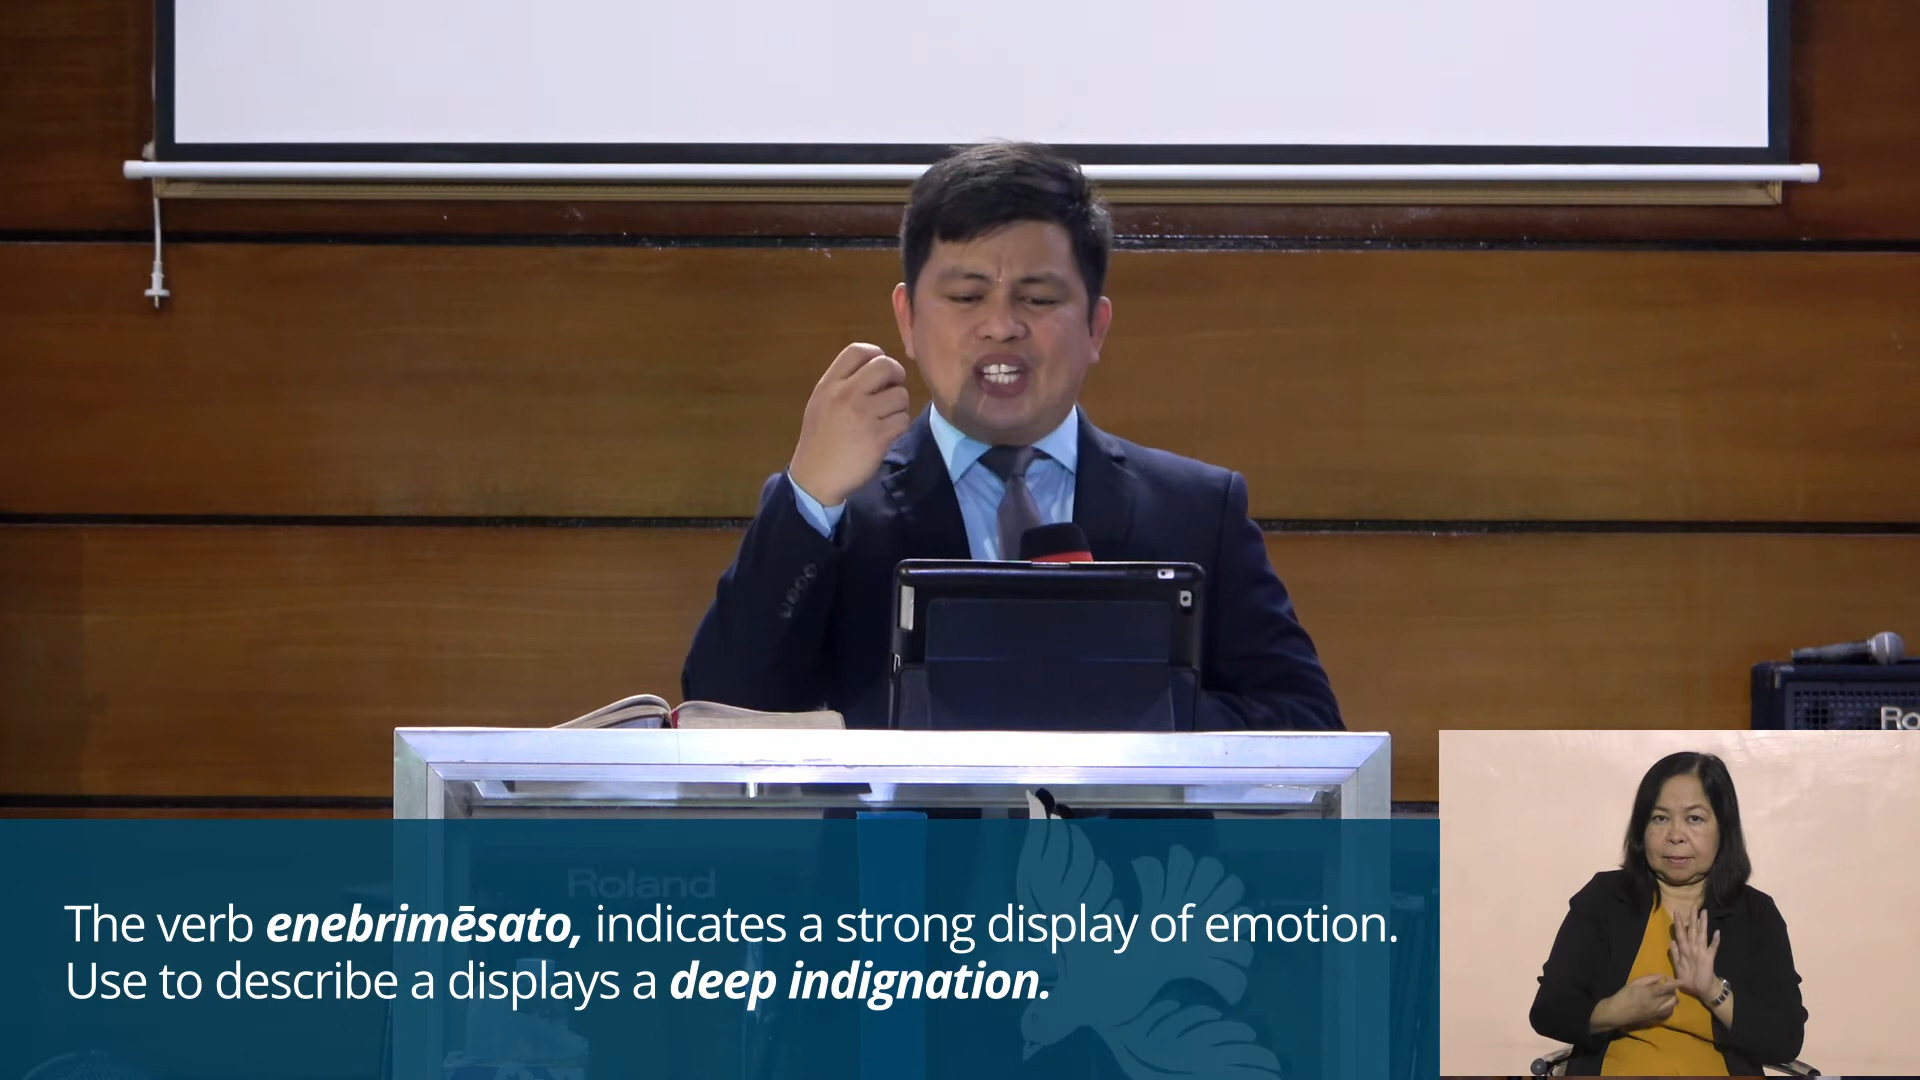 Ro
Roland
The verb enebrimēsato, indicates a strong display of emotion.
Use to describe a displays a deep indignation.